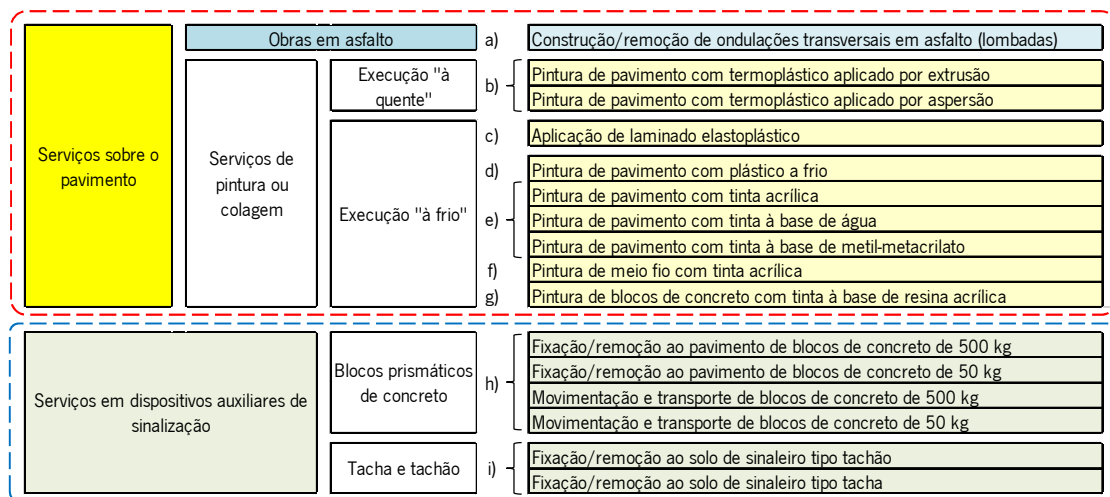 Serviços sobre o
pavimento
Obras em asfalto
a)
Construção/remoção de ondulações transversais em asfalto (lombadas)
Serviços de
pintura ou
colagem
Execução "à
quente"
b)
Pintura de pavimento com termoplástico aplicado por extrusão
Pintura de pavimento com termoplástico aplicado por aspersão
Execução "à frio"
c)
Aplicação de laminado elastoplástico
d)
Pintura de pavimento com plástico a frio
e)
Pintura de pavimento com tinta acrílica
Pintura de pavimento com tinta à base de água
Pintura de pavimento com tinta à base de metil-metacrilato
f)
Pintura de meio fio com tinta acrílica
g)
Pintura de blocos de concreto com tinta à base de resina acrílica
Serviços em dispositivos auxiliares de
sinalização
Blocos prismáticos
de concreto
h)
Fixação/remoção ao pavimento de blocos de concreto de 500 kg
Fixação/remoção ao pavimento de blocos de concreto de 50 kg
Movimentação e transporte de blocos de concreto de 500 kg
Movimentação e transporte de blocos de concreto de 50 kg
Tacha e tachão
i)
Fixação/remoção ao solo de sinaleiro tipo tachão
Fixação/remoção ao solo de sinaleiro tipo tacha